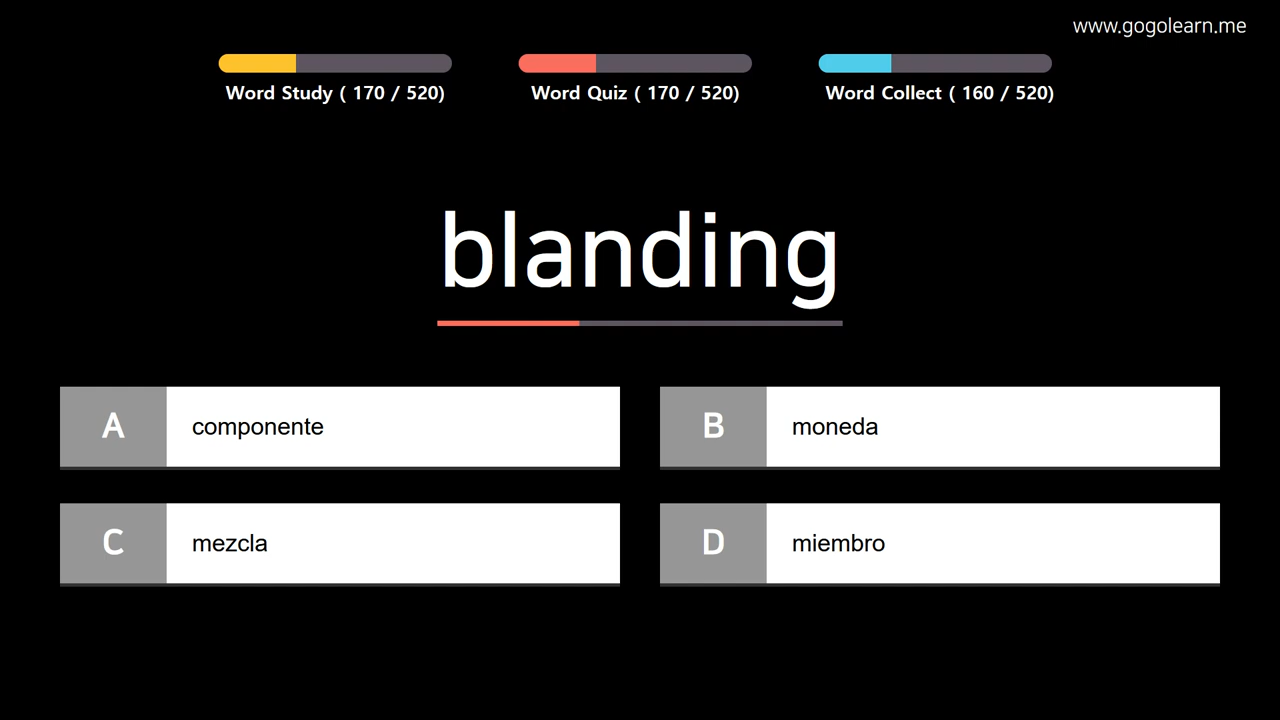 www.gogolearn.me
Word Study ( 170 / 520)
Word Quiz ( 170 / 520)
Word Collect ( 160 / 520)
blanding
A componente
B moneda
C mezcla
D miembro